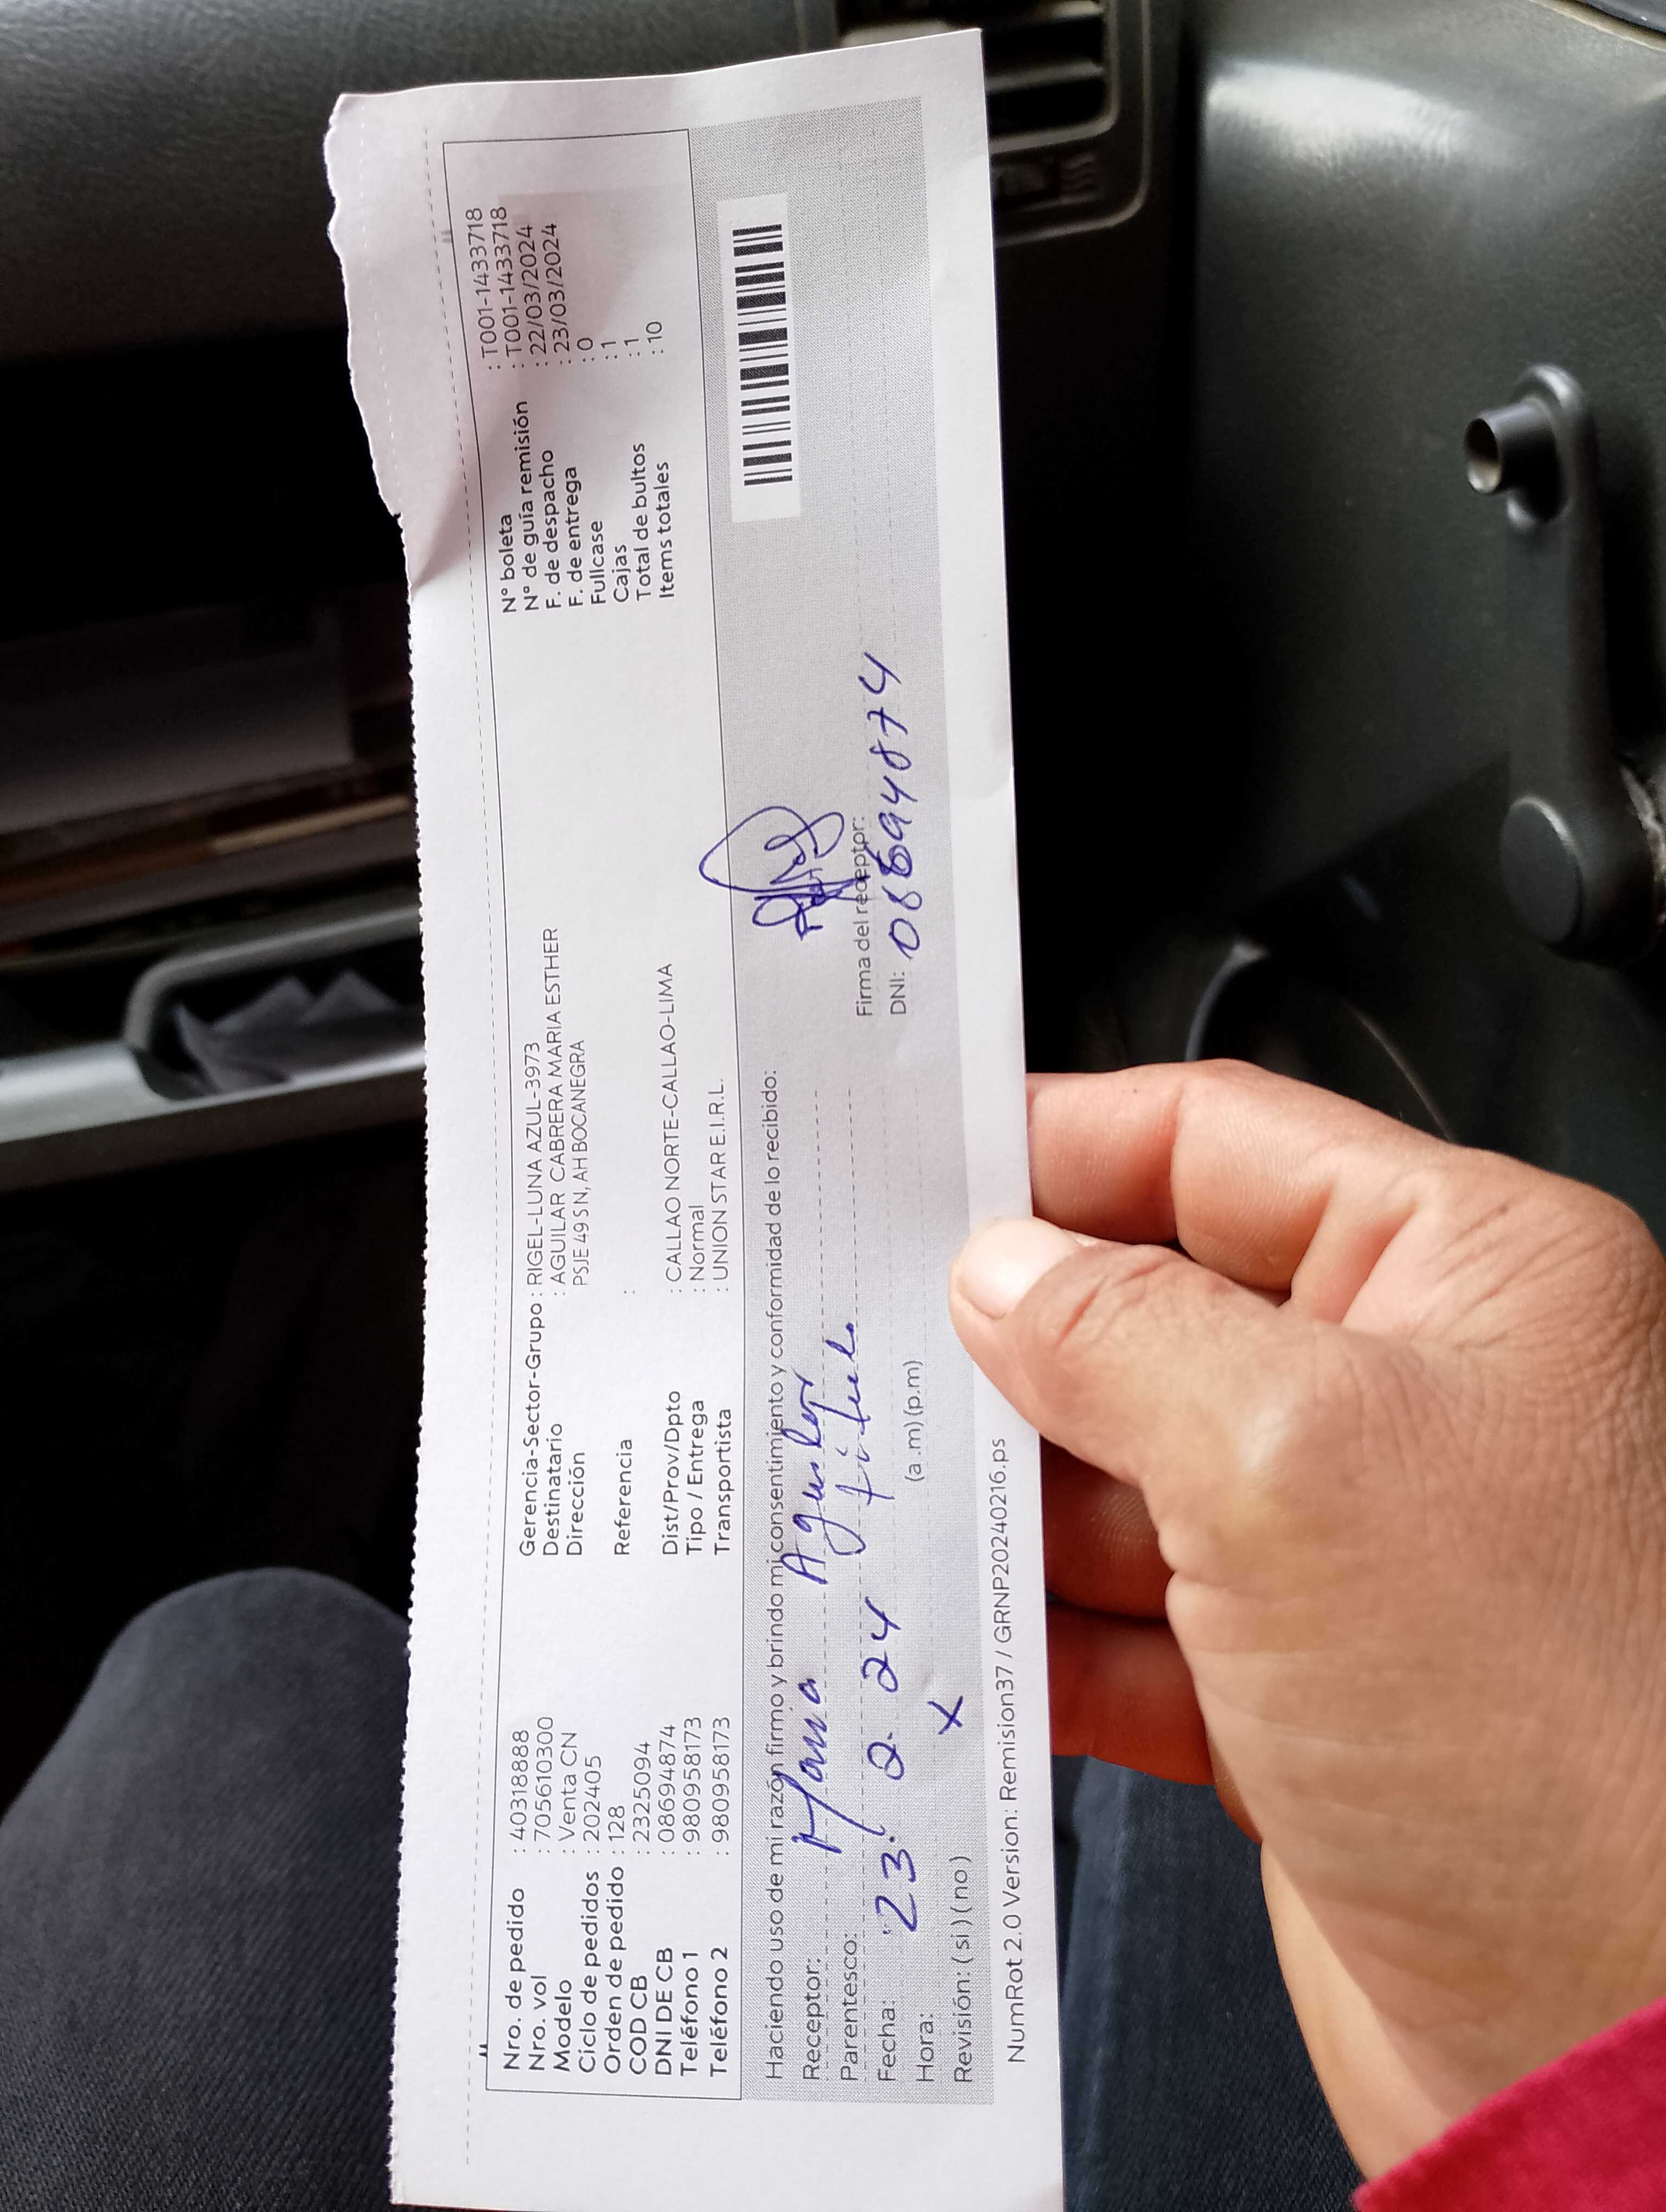 Nro. de pedido : 40318888
Nro. vol : 705610300
Modelo : Venta CN
Ciclo de pedidos : 202405
Orden de pedido : 128
COD CB : 2325094
DNI DE CB : 08694874
Teléfono 1 : 980958173
Teléfono 2 : 980958173
Gerencia-Sector-Grupo : RIGEL-LUNA AZUL-3973
Destinatario : AGUILAR CABRERA MARIA ESTHER
Dirección PSJE 49 S N, AH BOCANEGRA
Referencia :
Dist/Prov/Dpto : CALLAO NORTE-CALLAO-LIMA
Tipo / Entrega : Normal
Transportista : UNION STAR E.I.R.L.
N° boleta : T001-1433718
N° de guía remisión : T001-1433718
F. de despacho : 22/03/2024
F. de entrega : 23/03/2024
Fullcase : 0
Cajas : 1
Total de bultos : 1
Items totales : 10
Haciendo uso de mi razón firmo y brindo mi consentimiento y conformidad de lo recibido:
Receptor: Maria Aguilar
Parentesco:
Fecha: 23
24
Hora: (a .m) (p.m)
Revisión: ( si ) ( no ) X
Firma del receptor:
DNI: 08694874
NumRot 2.0 Version: Remision37 / GRNP20240216.ps